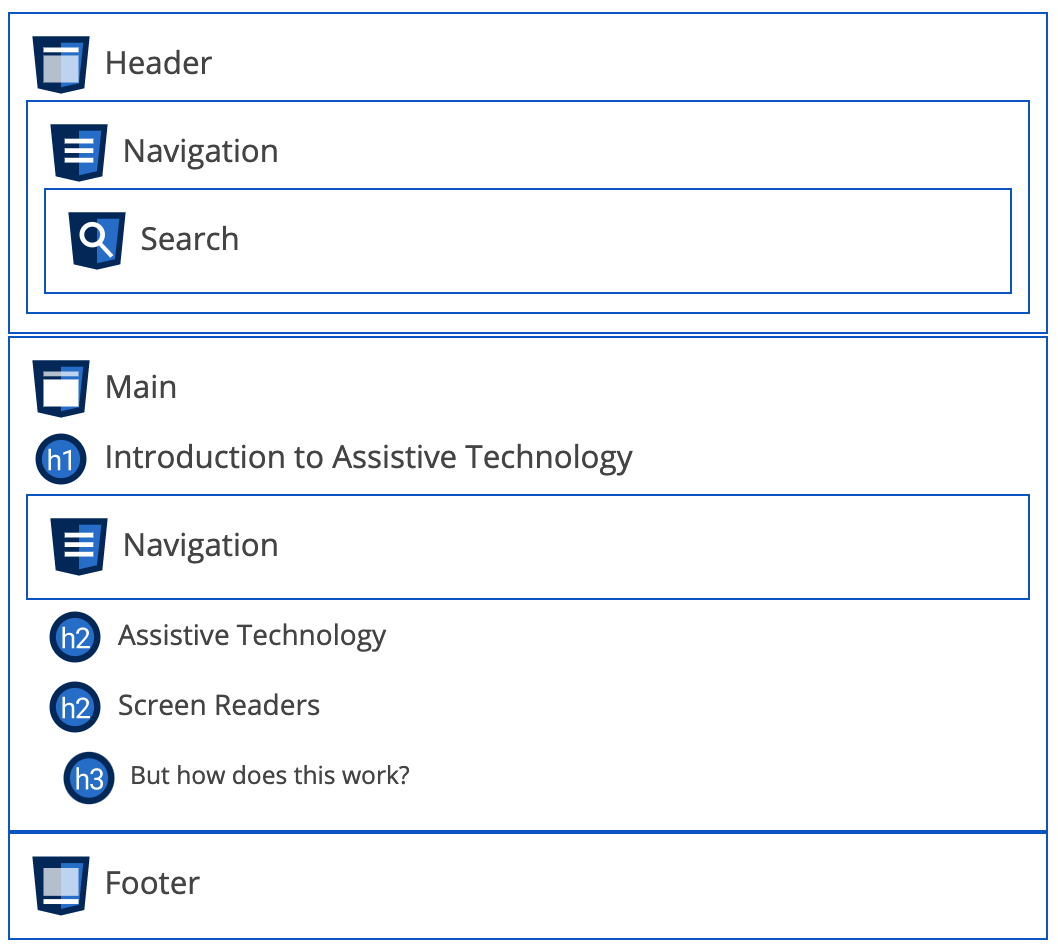 Header
Navigation
Search
Main
h1 Introduction to Assistive Technology
Navigation
h2 Assistive Technology
h2 Screen Readers
h3 But how does this work?
Footer